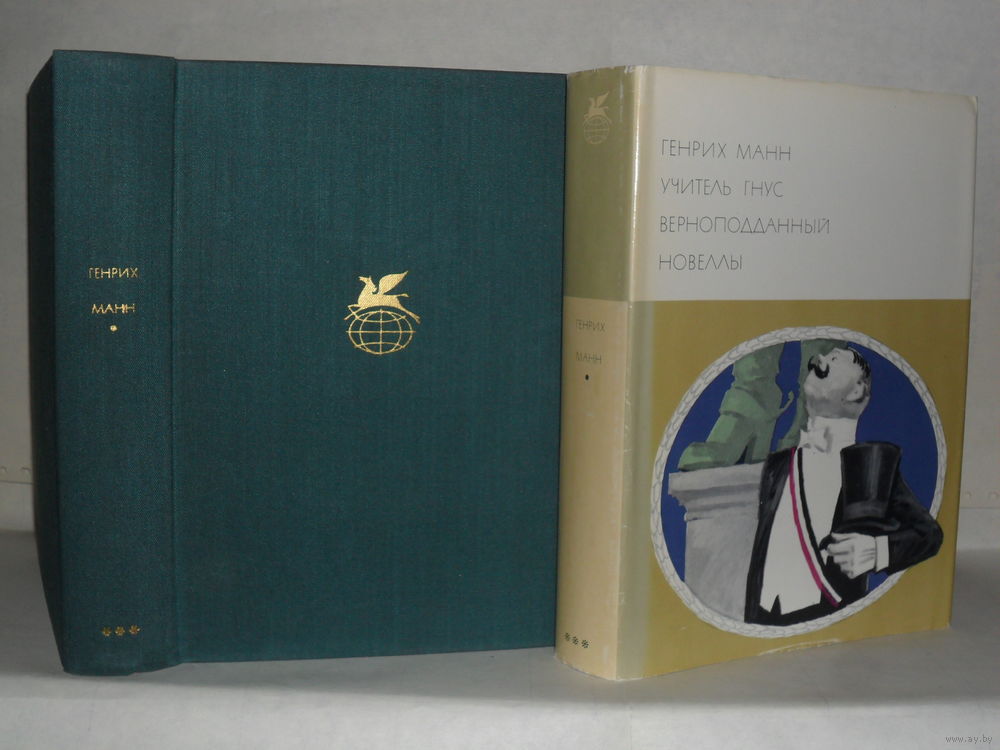 ГЕНРИХ
МАНН
ГЕНРИХ МАНН
УЧИТЕЛЬ ГНУС
ВЕРНОПОДДАННЫЙ
НОВЕЛЛЫ
ГЕНРИХ
МАНН
www.ay.by